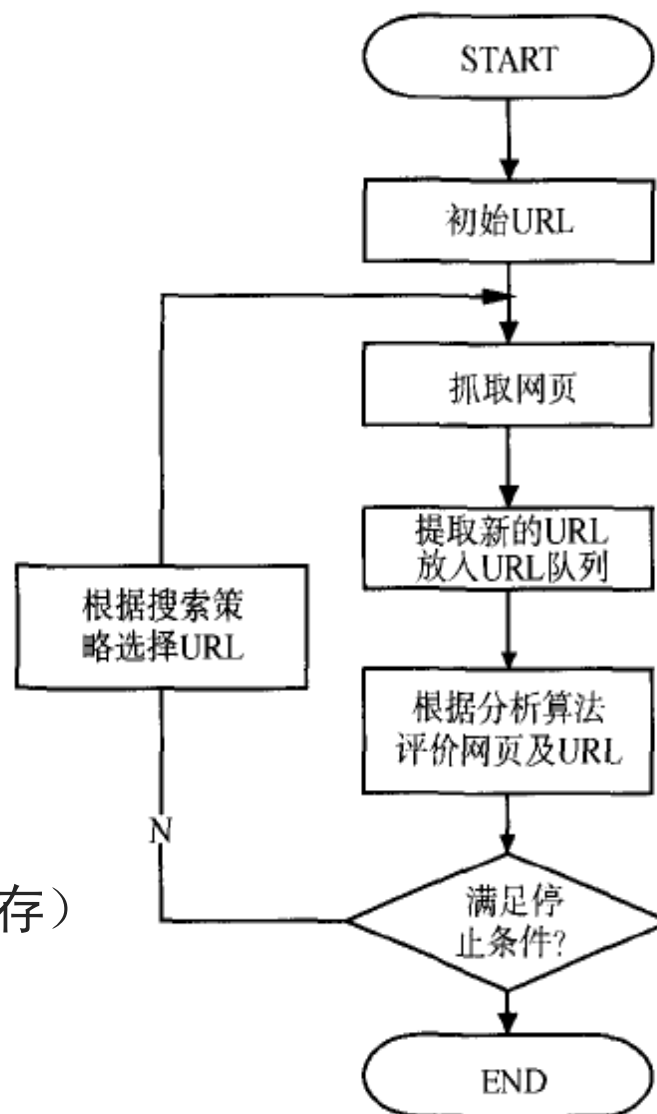 START
初始URL
抓取网页
提取新的URL
放入URL队列
根据搜索策
略选择URL
根据分析算法
评价网页及URL
N
存）
满足停
止条件?
END